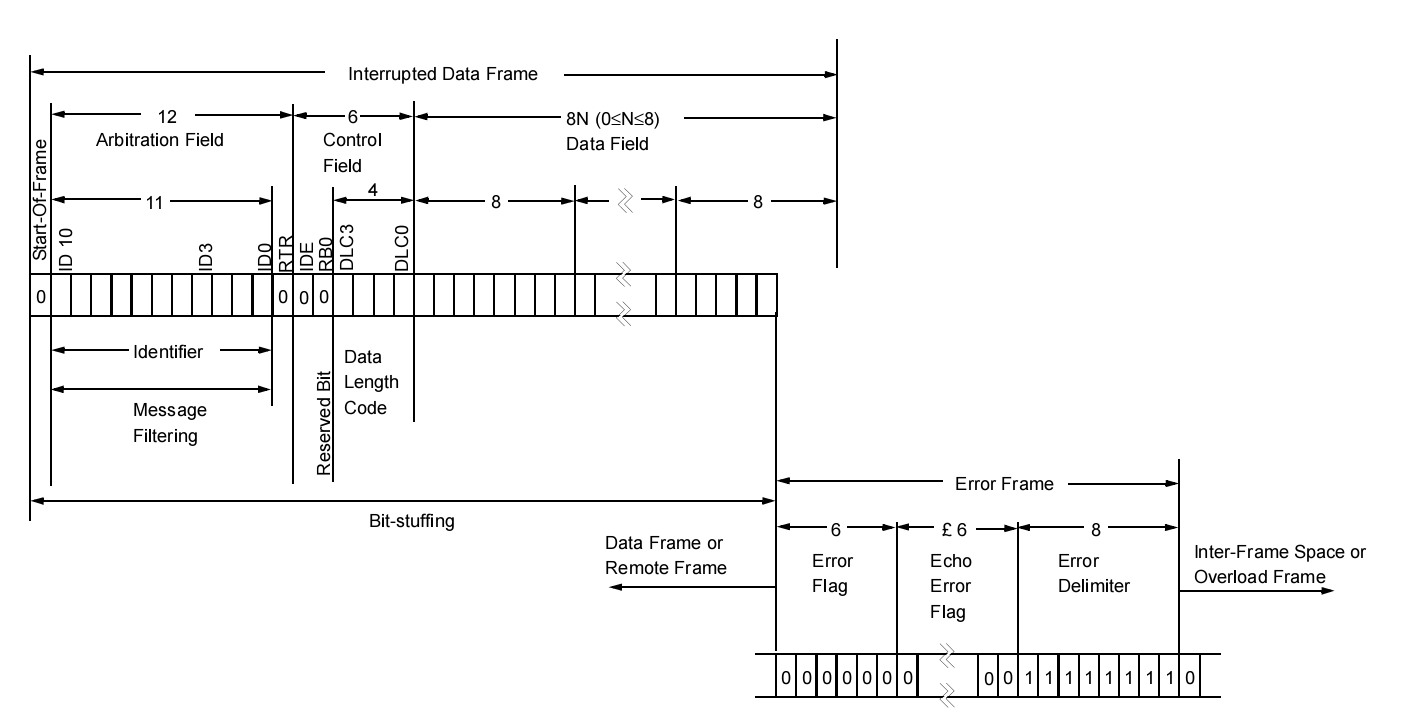 Interrupted Data Frame
12
Arbitration Field
6
Control
Field
8N (0≤N≤8)
Data Field
Start-Of-Frame
11
4
8
8
ID 10
ID3
ID0
RTR
IDE
RB0
DLC3
DLC0
0
0
0
0
Identifier
Message
Filtering
Reserved Bit
Data
Length
Code
Bit-stuffing
Error Frame
6
Error
Flag
£ 6
Echo
Error
Flag
8
Error
Delimiter
Data Frame or
Remote Frame
Inter-Frame Space or
Overload Frame
0 0 0 0 0 0 0 0 0 1 1 1 1 1 1 1 1 0